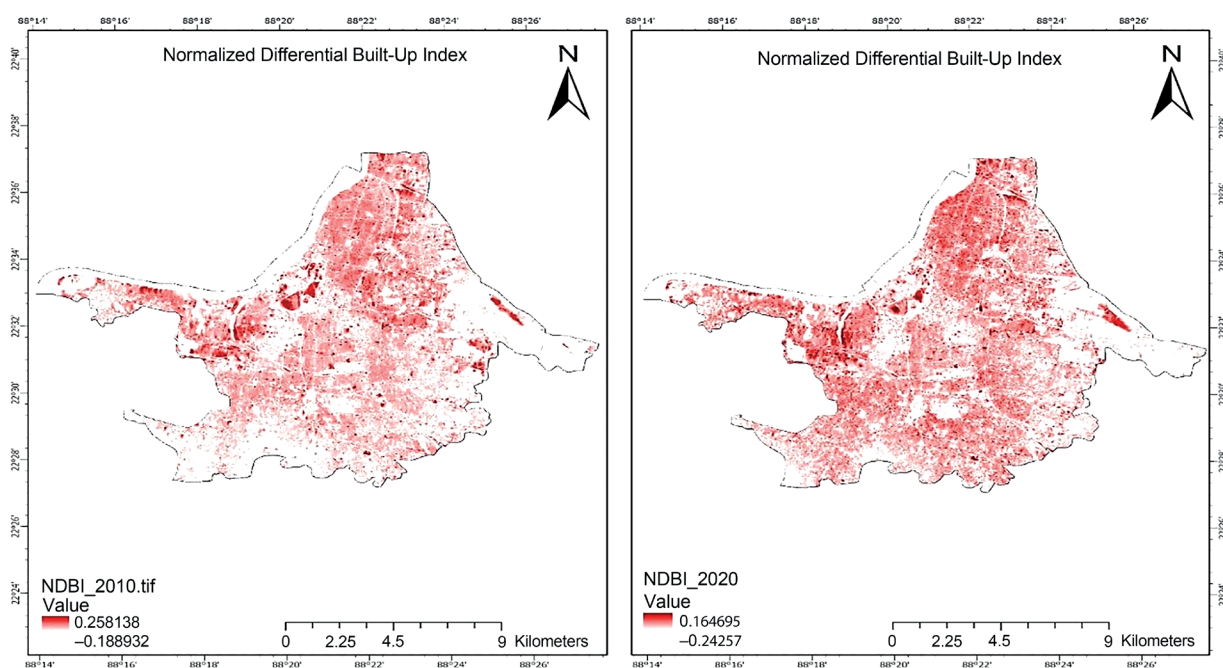 88°14' 88°16' 88°18' 88°20' 88°22' 88°24' 88°26'
Normalized Differential Built-Up Index
N
22°40'
22°38'
22°36'
22°34'
22°32'
22°30'
22°28'
22°26'
22°24'
NDBI_2010.tif
Value
0.258138
–0.188932
0 2.25 4.5 9 Kilometers
88°14' 88°16' 88°18' 88°20' 88°22' 88°24' 88°26'
88°14' 88°16' 88°18' 88°20' 88°22' 88°24' 88°26'
Normalized Differential Built-Up Index
N
NDBI_2020
Value
0.164695
–0.24257
0 2.25 4.5 9 Kilometers
88°14' 88°16' 88°18' 88°20' 88°22' 88°24' 88°26'